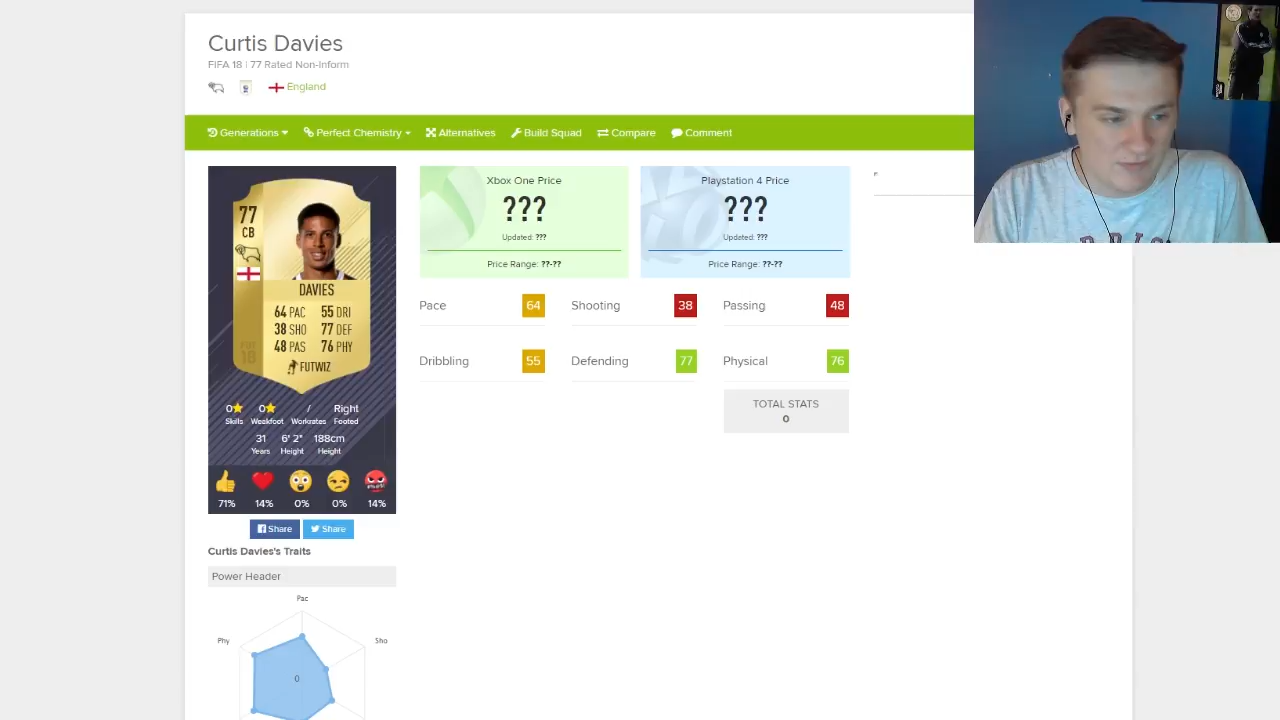 Curtis Davies
FIFA 18 | 77 Rated Non-Inform
England
Generations Perfect Chemistry Alternatives Build Squad Compare Comment
77
CB
DAVIES
64 PAC 55 DRI
38 SHO 77 DEF
48 PAS 76 PHY
FUTWIZ
0 0 / Right
Skills Weakfoot Workrates Footed
31 6' 2" 188cm
Years Height Height
71% 14% 0% 0% 14%
Share Share
Curtis Davies's Traits
Power Header
Pac
Phy Sho
0
Xbox One Price
???
Updated: ???
Price Range: ??-??
Playstation 4 Price
???
Updated: ???
Price Range: ??-??
Pace 64 Shooting 38 Passing 48
Dribbling 55 Defending 77 Physical 76
TOTAL STATS
0